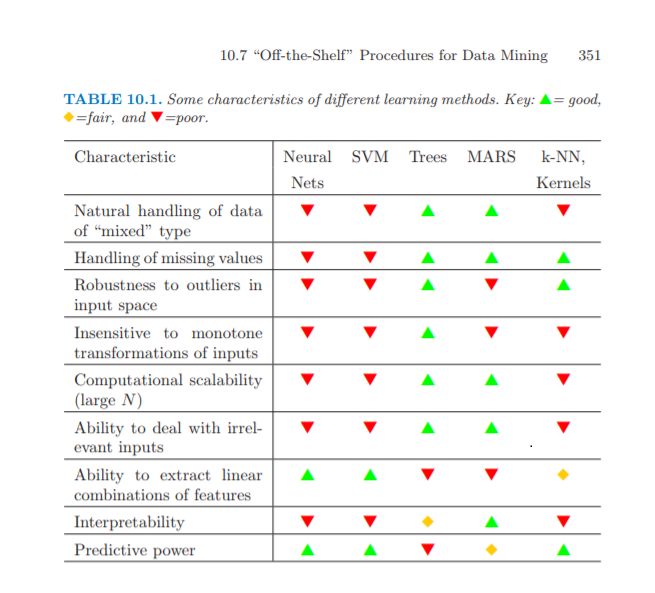 10.7 “Off-the-Shelf” Procedures for Data Mining 351
TABLE 10.1. Some characteristics of different learning methods. Key: ▲= good,
◆=fair, and ▼=poor.
Characteristic Neural SVM Trees MARS k-NN,
Nets Kernels
Natural handling of data ▼ ▼ ▲ ▲ ▼
of “mixed” type
Handling of missing values ▼ ▼ ▲ ▲ ▲
Robustness to outliers in ▼ ▼ ▲ ▼ ▲
input space
Insensitive to monotone ▼ ▼ ▲ ▼ ▼
transformations of inputs
Computational scalability ▼ ▼ ▲ ▲ ▼
(large N)
Ability to deal with irrel- ▼ ▼ ▲ ▲ ▼
evant inputs
Ability to extract linear ▲ ▲ ▼ ▼ ◆
combinations of features
Interpretability ▼ ▼ ◆ ▲ ▼
Predictive power ▲ ▲ ▼ ◆ ▲